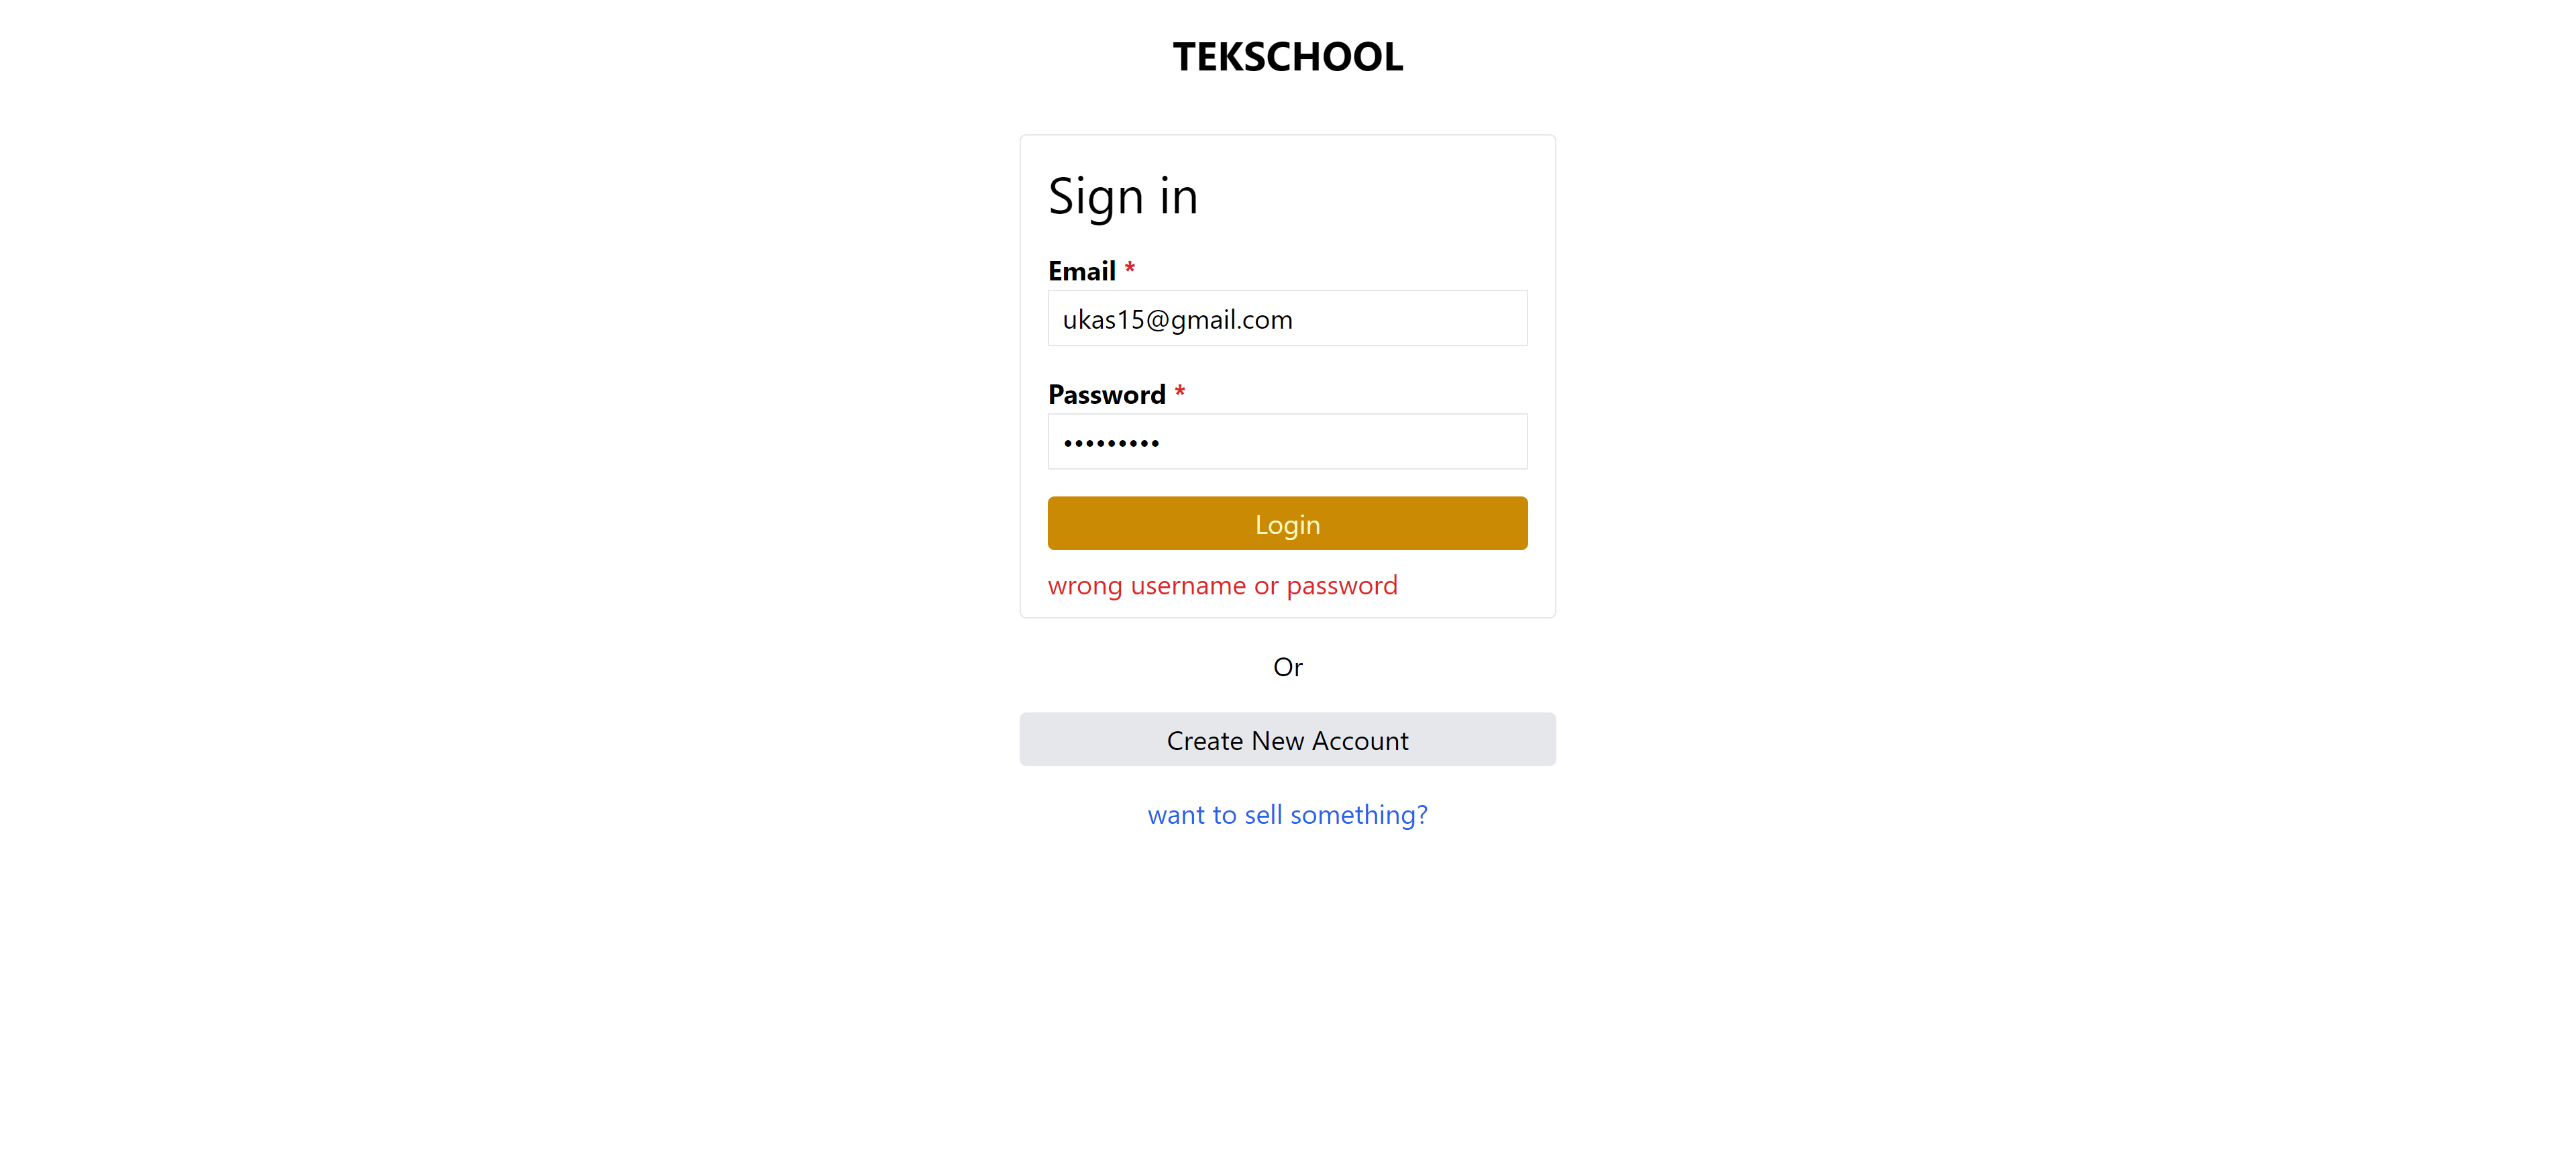 TEKSCHOOL
Sign in
Email *
ukas15@gmail.com
Password *
•••••••••
Login
wrong username or password
Or
Create New Account
want to sell something?